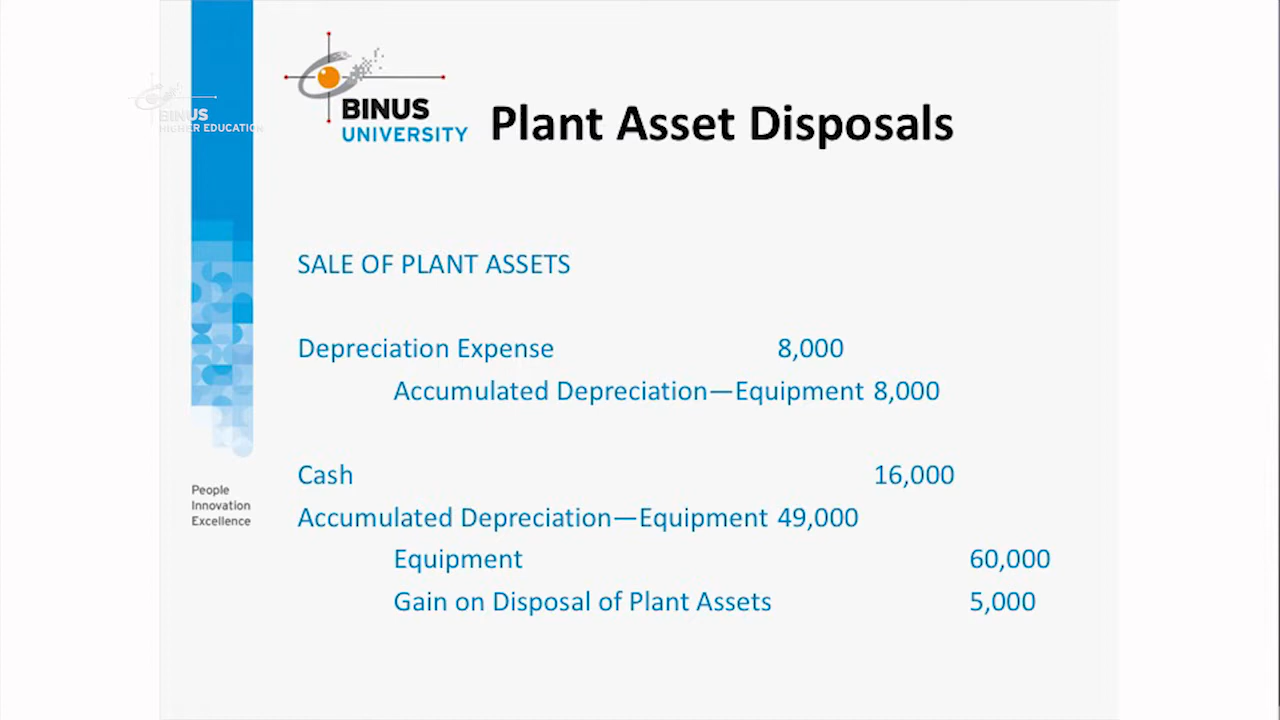 BINUS
HIGHER EDUCATION
BINUS
UNIVERSITY
Plant Asset Disposals
SALE OF PLANT ASSETS
Depreciation Expense 8,000
Accumulated Depreciation—Equipment 8,000
Cash 16,000
Accumulated Depreciation—Equipment 49,000
Equipment 60,000
Gain on Disposal of Plant Assets 5,000
People
Innovation
Excellence